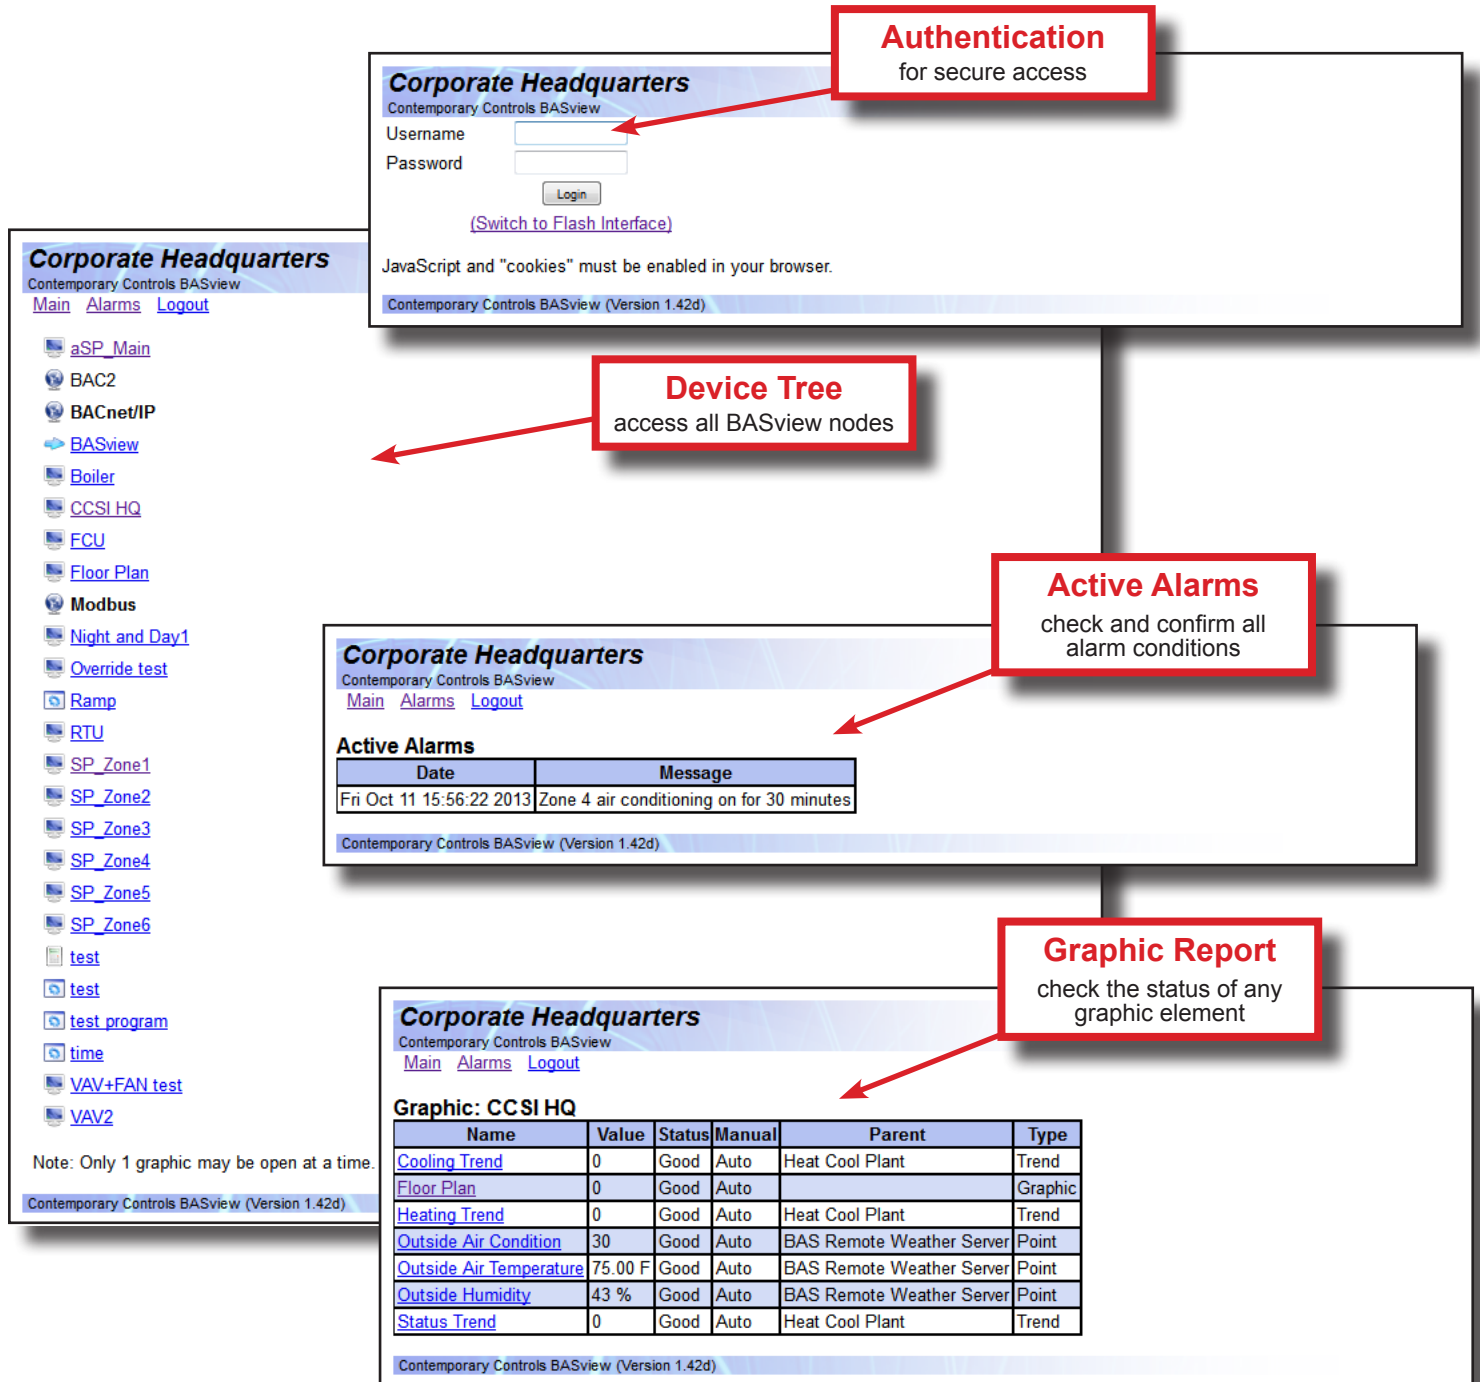 Authentication
for secure access
Corporate Headquarters
Contemporary Controls BASview
Username
Password
Login
(Switch to Flash Interface)
JavaScript and "cookies" must be enabled in your browser.
Contemporary Controls BASview (Version 1.42d)
Corporate Headquarters
Contemporary Controls BASview
Main Alarms Logout
aSP_Main
BAC2
BACnet/IP
BASview
Boiler
CCSI HQ
FCU
Floor Plan
Modbus
Night and Day1
Override test
Ramp
RTU
SP_Zone1
SP_Zone2
SP_Zone3
SP_Zone4
SP_Zone5
SP_Zone6
test
test
test program
time
VAV+FAN test
VAV2
Note: Only 1 graphic may be open at a time.
Contemporary Controls BASview (Version 1.42d)
Device Tree
access all BASview nodes
Active Alarms
check and confirm all
alarm conditions
Corporate Headquarters
Contemporary Controls BASview
Main Alarms Logout
Active Alarms
Date Message
Fri Oct 11 15:56:22 2013 Zone 4 air conditioning on for 30 minutes
Contemporary Controls BASview (Version 1.42d)
Graphic Report
check the status of any
graphic element
Corporate Headquarters
Contemporary Controls BASview
Main Alarms Logout
Graphic: CCSI HQ
Name Value Status Manual Parent Type
Cooling Trend 0 Good Auto Heat Cool Plant Trend
Floor Plan 0 Good Auto Graphic
Heating Trend 0 Good Auto Heat Cool Plant Trend
Outside Air Condition 30 Good Auto BAS Remote Weather Server Point
Outside Air Temperature 75.00 F Good Auto BAS Remote Weather Server Point
Outside Humidity 43 % Good Auto BAS Remote Weather Server Point
Status Trend 0 Good Auto Heat Cool Plant Trend
Contemporary Controls BASview (Version 1.42d)